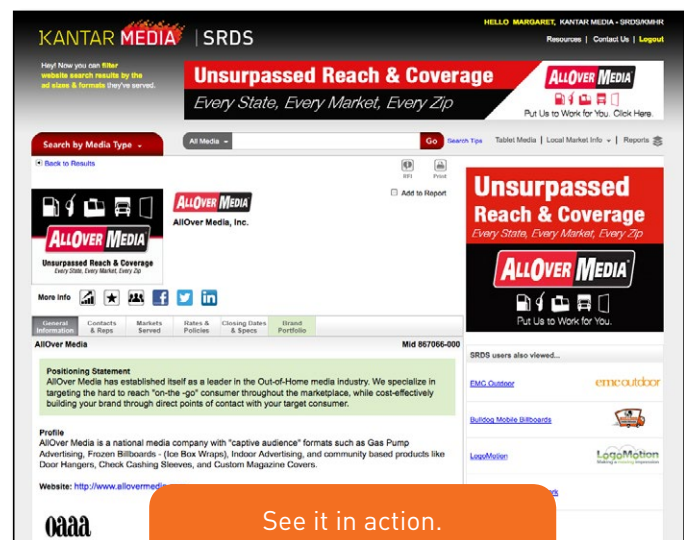 HELLO MARGARET, KANTAR MEDIA - SRDS/KMHR
KANTAR MEDIA | SRDS
Resources | Contact Us | Logout
Hey! Now you can filter
website search results by the
ad sizes & formats they've served.
Unsurpassed Reach & Coverage
Every State, Every Market, Every Zip
ALLOVER MEDIA
Put Us to Work for You. Click Here.
Search by Media Type
All Media
Go
Search Tips
Tablet Media | Local Market Info | Reports
Back to Results
RFI
Print
Add to Report
ALLOVER MEDIA
Unsurpassed Reach & Coverage
Every State, Every Market, Every Zip
ALLOVER MEDIA
AllOver Media, Inc.
Unsurpassed
Reach & Coverage
Every State, Every Market, Every Zip
ALLOVER MEDIA
Put Us to Work for You.
More Info
General Information
Contacts & Reps
Markets Served
Rates & Policies
Closing Dates & Specs
Brand Portfolio
AllOver Media
Mid 867066-000
Positioning Statement
AllOver Media has established itself as a leader in the Out-of-Home media industry. We specialize in
targeting the hard to reach "on-the -go" consumer throughout the marketplace, while cost-effectively
building your brand through direct points of contact with your target consumer.
Profile
AllOver Media is a national media company with "captive audience" formats such as Gas Pump
Advertising, Frozen Billboards - (Ice Box Wraps), Indoor Advertising, and community based products like
Door Hangers, Check Cashing Sleeves, and Custom Magazine Covers.
Website: http://www.allovermedia
SRDS users also viewed...
EMC Outdoor
emcoutdoor
Bulldog Mobile Billboards
LogoMotion
LogoMotion
Making a moving impression
oaaa
See it in action.